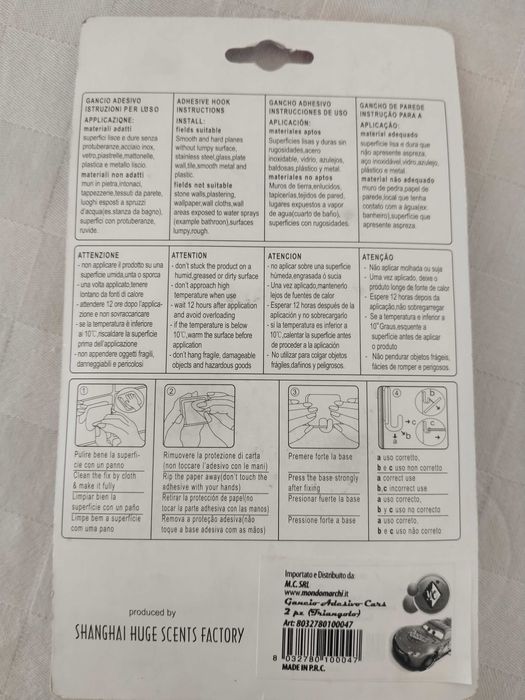 GANCIO ADESIVO
ISTRUZIONI PER L'USO
APPLICAZIONE:
materiali adatti
superfici lisce e dure senza
protuberanze,acciaio inox,
vetro,piastrelle,mattonelle,
plastica e metallo liscio.
materiali non adatti
muri in pietra,intonaci,
tappezzerie,tessuti da parete,
luoghi esposti a spruzzi
d'acqua(es.stanza da bagno),
superfici con protuberanze,
ruvide.
ADHESIVE HOOK
INSTRUCTIONS
INSTALL:
fields suitable
Smooth and hard planes
without lumpy surface,
stainless steel,glass,plate
wall,tile,smooth metal and
plastic.
fields not suitable
Stone walls,plastering,
wallpaper,wall cloths,wall
areas exposed to water sprays
(example bathroom),surfaces
lumpy,rough.
GANCHO ADHESIVO
INSTRUCCIONES DE USO
APLICACIÓN:
materiales aptos
Superficies lisas y duras sin
rugosidades,acero
inoxidable, vidrio, azulejos,
baldosas,plástico y metal.
materiales no aptos
Muros de tierra,enlucidos,
tapicerias,tejidos de pared,
lugares expuestos a vapor
de agua(cuarto de baño),
superficies con rugosidades.
GANCHO DE PAREDE
INSTRUÇÃO PARA A
APLICAÇÃO:
material adequado
superficie lisa e dura que
não apresente aspreza,
aço inoxidável,vidro,azulejo,
plástico e metal.
material não adequado
muro de pedra,papel de
parede,local que tenha
contato com a água(ex.
banheiro),superficie que
apresente aspreza.
ATTENZIONE
- non applicare il prodotto su una
superficie umida,unta o sporca
- una volta applicato,tenere
lontano da fonti di calore
- attendere 12 ore dopo l'applica-
zione e non sovraccaricare
- se la temperatura è inferiore
ai 10℃,riscaldare la superficie
prima dell'applicazione
- non appendere oggetti fragili,
danneggiabili e pericolosi
ATTENTION
- don't stuck the product on a
humid,greased or dirty surface
- don't approach high
temperature when use
- wait 12 hours after application
and avoid overloading
- if the temperature is below
10℃,warm the surface before
application
- don't hang fragile, damageable
objects and hazardous goods
ATENCION
- no aplicar sobre una superficie
húmeda,engrasada ó sucia
- Una vez aplicado,mantenerlo
lejos de fuentes de calor
- Esperar 12 horas después de la
aplicación y no sobrecargarlo
- si la temperatura es inferior a
10℃,calentar la superficie antes
de proceder a la aplicación
- No utilizar para colgar objetos
frágiles,dañinos y peligrosos.
ATENÇÃO
- Não aplicar molhada ou suja
- Uma vez aplicado, deixe o
produto longe de fonte de calor
- Espere 12 horas depois da
aplicação,não sobregarregar
- Se a temperatura é inferior a
10°Graus,esquente a
superficie antes de aplicar
o produto
- Não pendurar objetos frágeis,
fácies de romper e perigosos.
①
②
③
④
b
c
a
b
c
Pulire bene la superfi-
cie con un panno
Clean the fix by cloth
& make it fully
Limpiar bien la
superficie con un paño
Limpe bem a superficie
com uma pano
Rimuovere la protezione di carta
(non toccare l'adesivo con le mani)
Rip the paper away(don't touch the
adhesive with your hands)
Retirar la protección de papel(no
tocar la parte adhesiva con las manos)
Remova a proteção adesiva(não
toque a base adesiva com as mãos)
Premere forte la base
Press the base strongly
after fixing
Presionar fuerte la base
Pressione forte a base
a uso corretto,
b e c uso non corretto
a correct use
b,c incorrect use
a uso correcto,
b y c uso no correcto
a uso correto,
b e c uso não correto
produced by
SHANGHAI HUGE SCENTS FACTORY
Importato e Distribuito da:
M.C. SRL
www.mondomarchi.it
Gancio Adesivo Cars
2 pz (Triangolo)
Art: 8032780100047
8 032780 100047
MADE IN P.R.C.